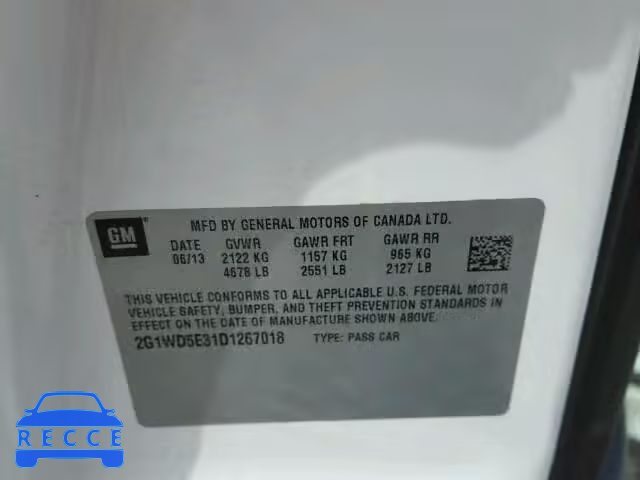 GM
MFD BY GENERAL MOTORS OF CANADA LTD.
DATE GVWR GAWR FRT GAWR RR
06/13 2122 KG 1157 KG 965 KG
4678 LB 2551 LB 2127 LB
THIS VEHICLE CONFORMS TO ALL APPLICABLE U.S. FEDERAL MOTOR
VEHICLE SAFETY, BUMPER, AND THEFT PREVENTION STANDARDS IN
EFFECT ON THE DATE OF MANUFACTURE SHOWN ABOVE.
2G1WD5E31D1267018 TYPE: PASS CAR
RECCE